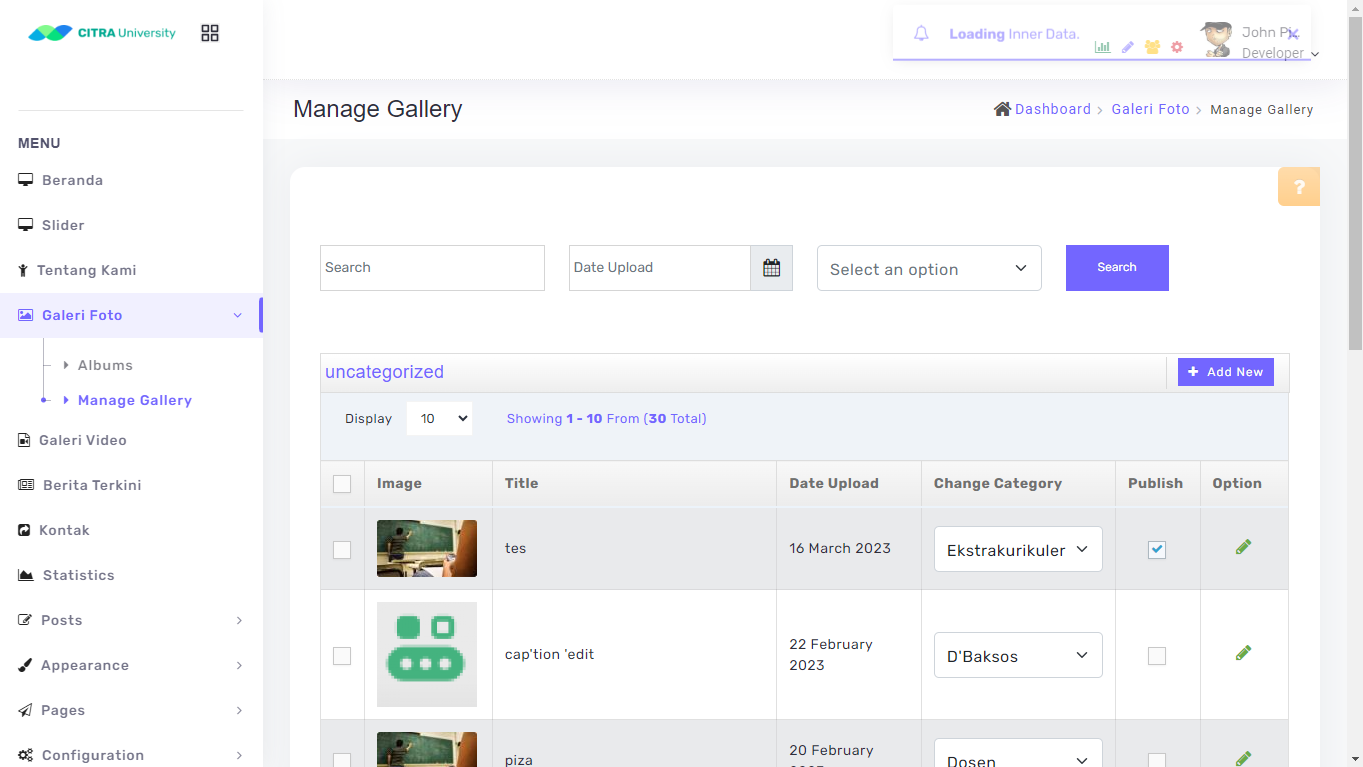 CITRA University
Loading Inner Data.
John Pi
Developer
Manage Gallery
Dashboard > Galeri Foto > Manage Gallery
MENU
Beranda
Slider
Tentang Kami
Galeri Foto
Albums
Manage Gallery
Galeri Video
Berita Terkini
Kontak
Statistics
Posts
Appearance
Pages
Configuration
?
Search
Date Upload
Select an option
Search
uncategorized
+ Add New
Display 10 Showing 1 - 10 From (30 Total)
Image Title Date Upload Change Category Publish Option
tes 16 March 2023 Ekstrakurikuler
cap'tion 'edit 22 February 2023 D'Baksos
piza 20 February Dosen